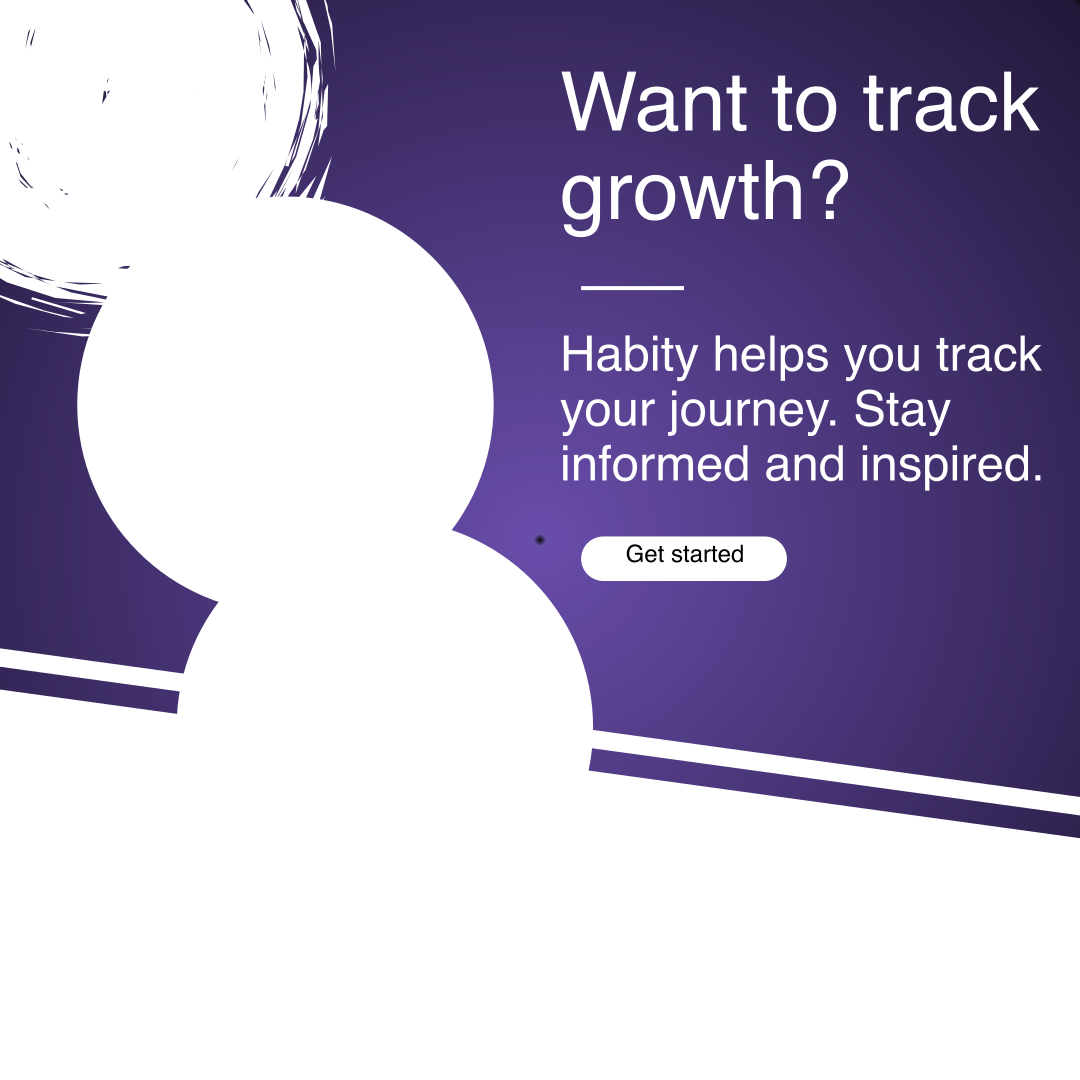 Want to track
growth?
Habity helps you track
your journey. Stay
informed and inspired.
Get started